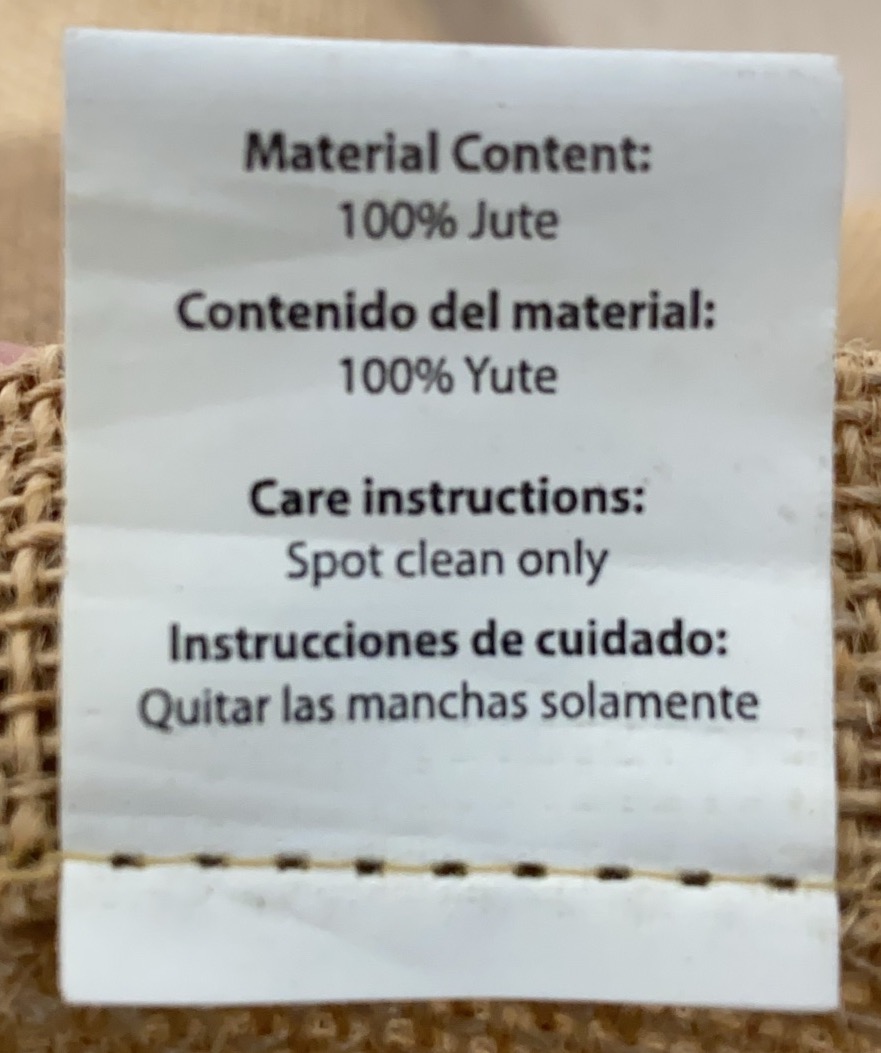 Material Content:
100% Jute
Contenido del material:
100% Yute
Care instructions:
Spot clean only
Instrucciones de cuidado:
Quitar las manchas solamente